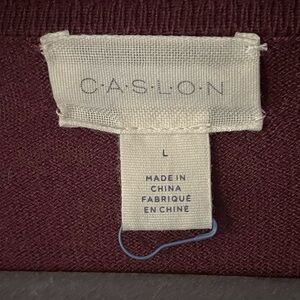 C·A·S·L·O·N
L
MADE IN
CHINA
FABRIQUÉ
EN CHINE